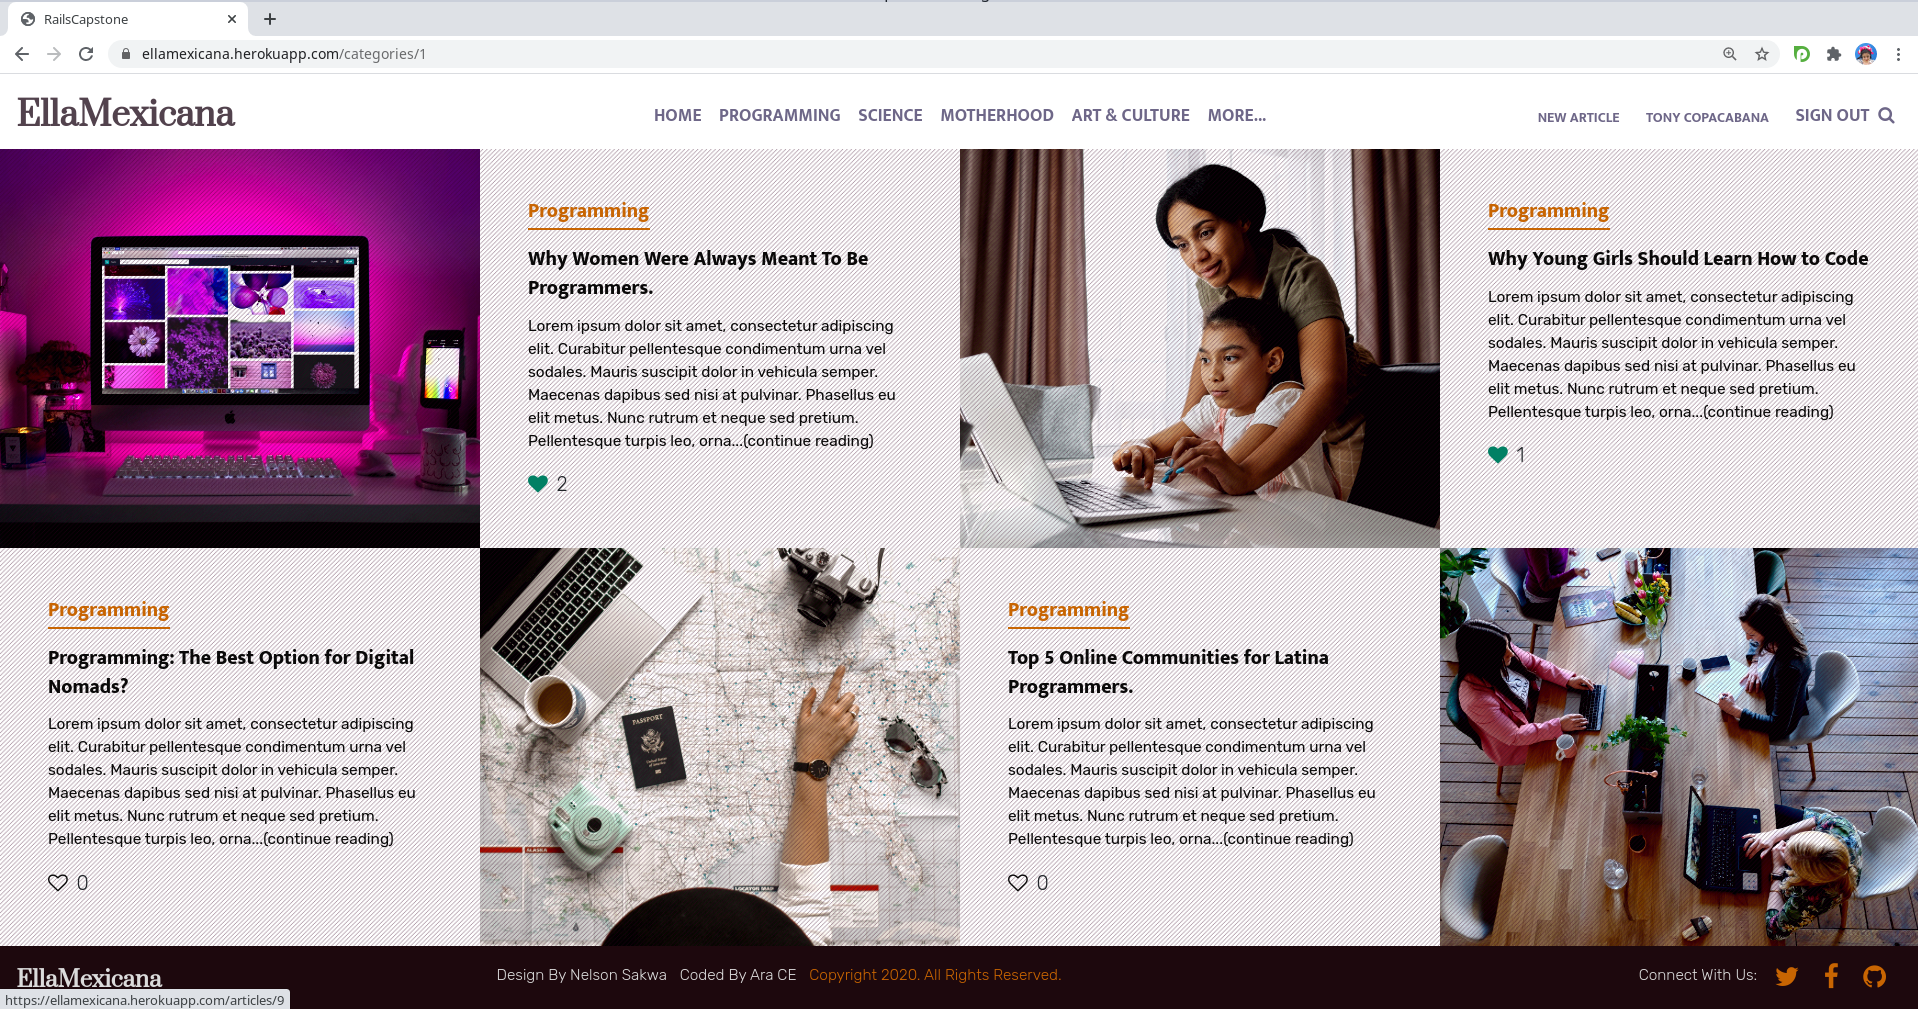 RailsCapstone
ellamexicana.herokuapp.com/categories/1
EllaMexicana
HOME PROGRAMMING SCIENCE MOTHERHOOD ART & CULTURE MORE...
NEW ARTICLE TONY COPACABANA SIGN OUT
Programming
Why Women Were Always Meant To Be
Programmers.
Lorem ipsum dolor sit amet, consectetur adipiscing
elit. Curabitur pellentesque condimentum urna vel
sodales. Mauris suscipit dolor in vehicula semper.
Maecenas dapibus sed nisi at pulvinar. Phasellus eu
elit metus. Nunc rutrum et neque sed pretium.
Pellentesque turpis leo, orna...(continue reading)
2
Programming
Why Young Girls Should Learn How to Code
Lorem ipsum dolor sit amet, consectetur adipiscing
elit. Curabitur pellentesque condimentum urna vel
sodales. Mauris suscipit dolor in vehicula semper.
Maecenas dapibus sed nisi at pulvinar. Phasellus eu
elit metus. Nunc rutrum et neque sed pretium.
Pellentesque turpis leo, orna...(continue reading)
1
Programming
Programming: The Best Option for Digital
Nomads?
Lorem ipsum dolor sit amet, consectetur adipiscing
elit. Curabitur pellentesque condimentum urna vel
sodales. Mauris suscipit dolor in vehicula semper.
Maecenas dapibus sed nisi at pulvinar. Phasellus eu
elit metus. Nunc rutrum et neque sed pretium.
Pellentesque turpis leo, orna...(continue reading)
0
PASSPORT
United States
of America
ALASKA
LOCATOR MAP
Programming
Top 5 Online Communities for Latina
Programmers.
Lorem ipsum dolor sit amet, consectetur adipiscing
elit. Curabitur pellentesque condimentum urna vel
sodales. Mauris suscipit dolor in vehicula semper.
Maecenas dapibus sed nisi at pulvinar. Phasellus eu
elit metus. Nunc rutrum et neque sed pretium.
Pellentesque turpis leo, orna...(continue reading)
0
EllaMexicana
Design By Nelson Sakwa Coded By Ara CE Copyright 2020. All Rights Reserved.
Connect With Us:
https://ellamexicana.herokuapp.com/articles/9